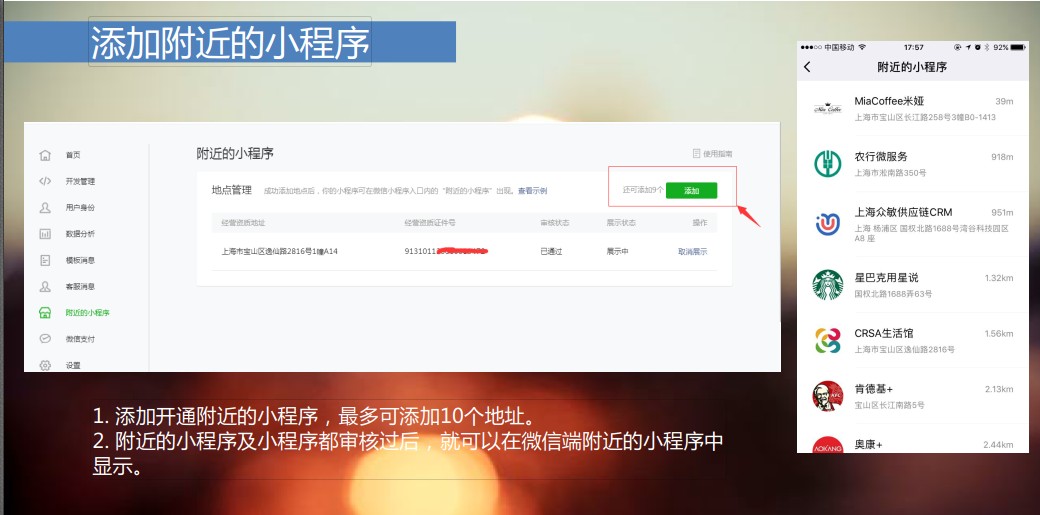 添加附近的小程序
首页
开发管理
用户身份
数据分析
模板消息
客服消息
附近的小程序
微信支付
设置
附近的小程序
使用指南
地点管理 成功添加地点后，你的小程序可在微信小程序入口内的“附近的小程序”出现。查看示例
还可添加9个 添加
经营资质地址 经营资质证件号 审核状态 展示状态 操作
上海市宝山区逸仙路2816号1幢A14 9131011 已通过 展示中 取消展示
1. 添加开通附近的小程序，最多可添加10个地址。
2. 附近的小程序及小程序都审核过后，就可以在微信端附近的小程序中
显示。
中国移动 17:57 92%
附近的小程序
MiaCoffee米娅 39m
上海市宝山区长江路258号3幢B0-1413
农行微服务 918m
上海市淞南路350号
上海众敏供应链CRM 951m
上海 杨浦区 国权北路1688号湾谷科技园区
A8 座
星巴克用星说 1.32km
国权北路1688弄63号
CRSA生活馆 1.56km
上海市宝山区逸仙路2816号
肯德基+ 2.13km
宝山区长江南路5号
奥康+ 2.44km
AOKANG
KFC